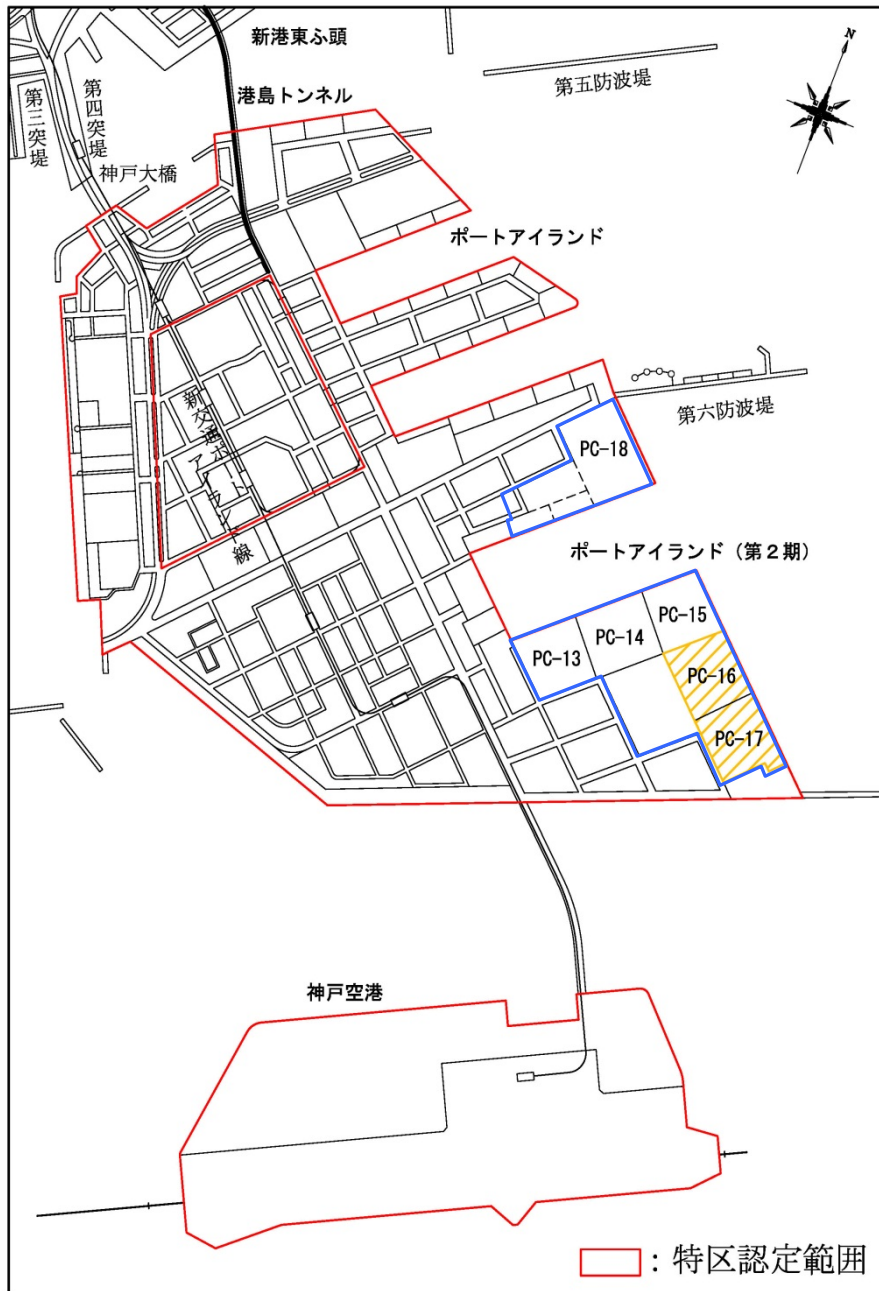 新港東ふ頭
N
第五防波堤
港島トンネル
第四突堤
第三突堤
神戸大橋
ポートアイランド
第六防波堤
新交通ポートアイランド線
PC-18
ポートアイランド（第２期）
PC-15
PC-14
PC-13
PC-16
PC-17
神戸空港
：特区認定範囲